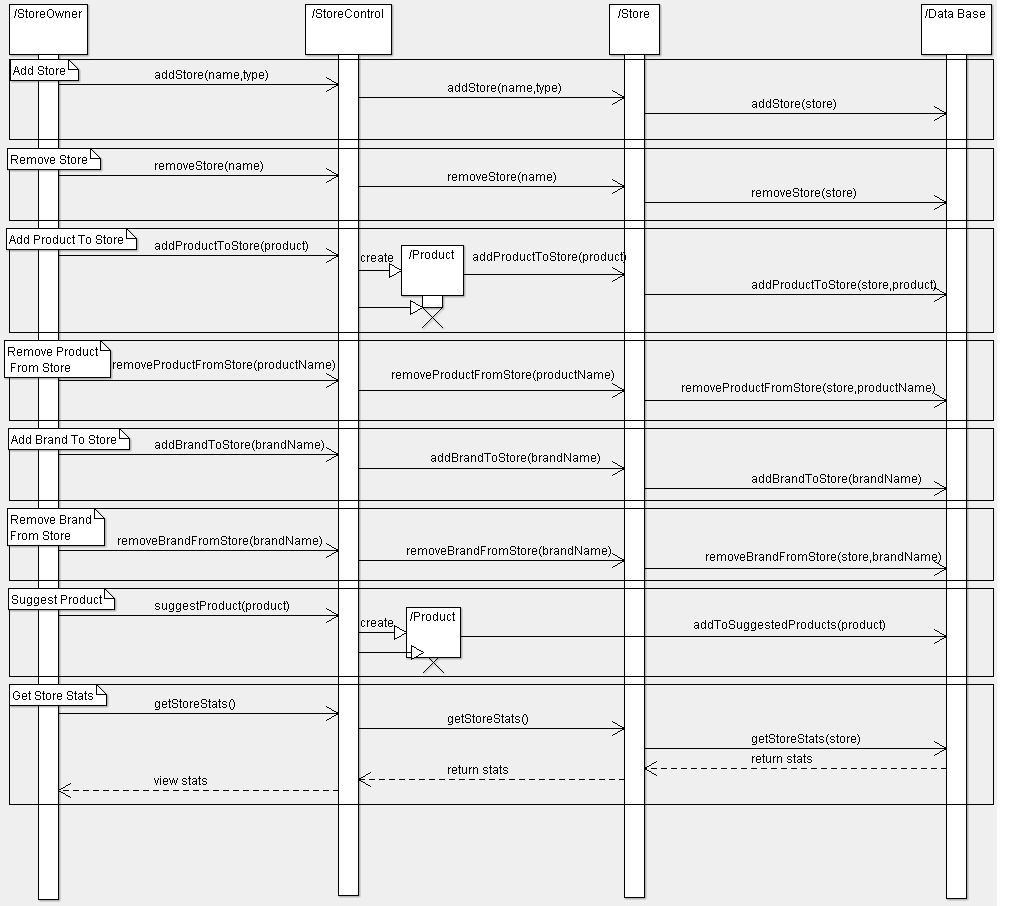 /StoreOwner
/StoreControl
/Store
/Data Base
Add Store
addStore(name,type)
addStore(name,type)
addStore(store)
Remove Store
removeStore(name)
removeStore(name)
removeStore(store)
Add Product To Store
addProductToStore(product)
create
/Product
addProductToStore(product)
addProductToStore(store,product)
Remove Product
From Store
removeProductFromStore(productName)
removeProductFromStore(productName)
removeProductFromStore(store,productName)
Add Brand To Store
addBrandToStore(brandName)
addBrandToStore(brandName)
addBrandToStore(brandName)
Remove Brand
From Store
removeBrandFromStore(brandName)
removeBrandFromStore(brandName)
removeBrandFromStore(store,brandName)
Suggest Product
suggestProduct(product)
create
/Product
addToSuggestedProducts(product)
Get Store Stats
getStoreStats()
getStoreStats()
getStoreStats(store)
return stats
return stats
view stats